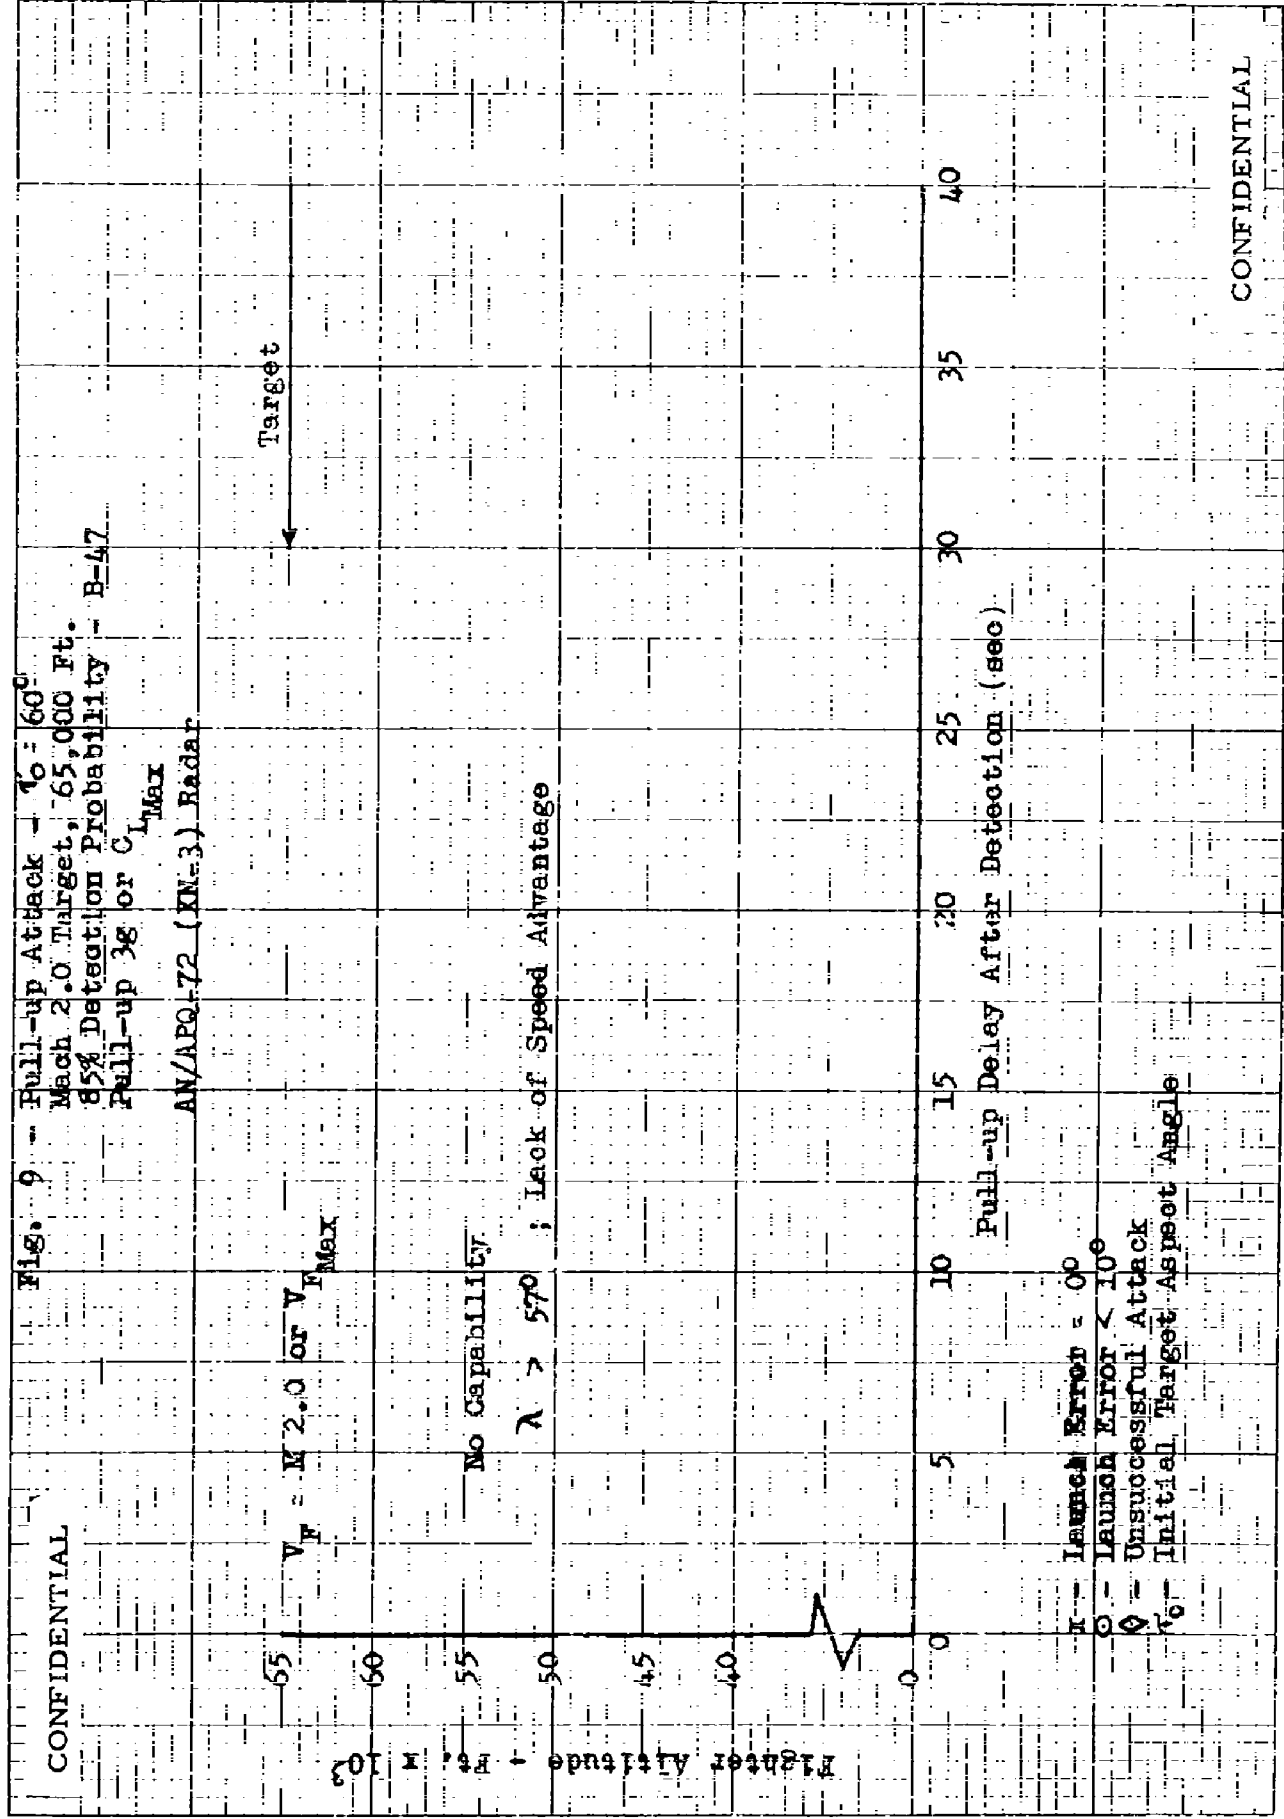 CONFIDENTIAL
Fig. 9 - Pull-up Attack - τo = 60°
Mach 2.0 Target, 65,000 Ft.
85% Detection Probability - B-47
Pull-up 3g or CLMax
AN/APQ-72 (XN-3) Radar
VF = M 2.0 or VFMax
Target
No Capability
λ > 57° ; Lack of Speed Advantage
Fighter Altitude - Ft. x 10³
65
60
55
50
45
40
0
0 5 10 15 20 25 30 35 40
Pull-up Delay After Detection (sec)
x - Launch Error = 0°
⊙ - Launch Error < 10°
◊ - Unsuccessful Attack
τo - Initial Target Aspect Angle
CONFIDENTIAL